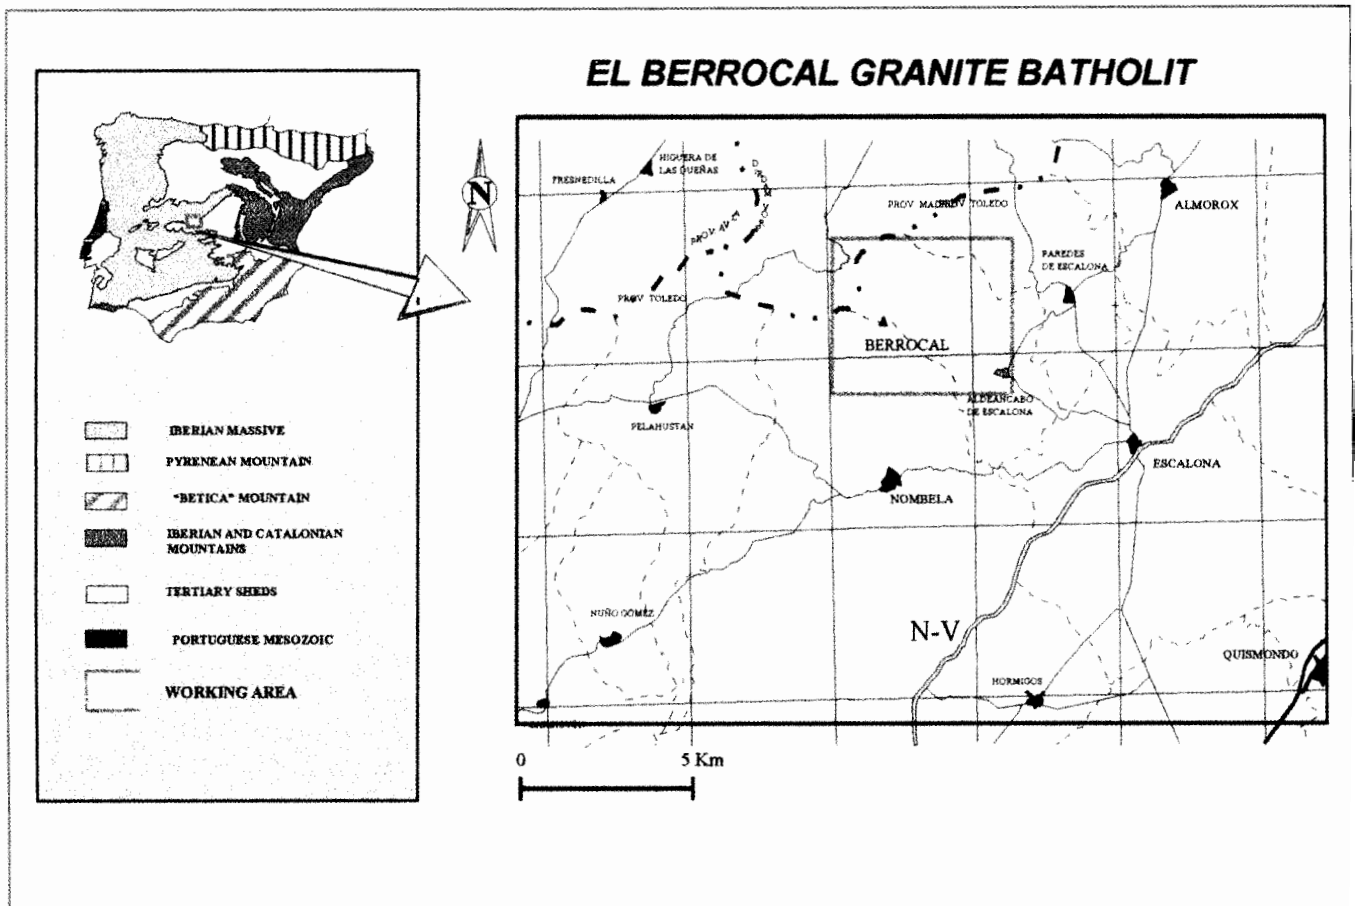 EL BERROCAL GRANITE BATHOLIT
N
IBERIAN MASSIVE
PYRENEAN MOUNTAIN
"BETICA" MOUNTAIN
IBERIAN AND CATALONIAN
MOUNTAINS
TERTIARY SHEDS
PORTUGUESE MESOZOIC
WORKING AREA
HIGUERA DE
LAS DUEÑAS
FRESNEDILLA
PROV TOLEDO
PROV TOLEDO
ALMOROX
PAREDES
DE ESCALONA
BERROCAL
ALDEANCABO
DE ESCALONA
PELAHUSTAN
ESCALONA
NOMBELA
NUÑO GOMEZ
N-V
QUISMONDO
HORMIGOS
0 5 Km